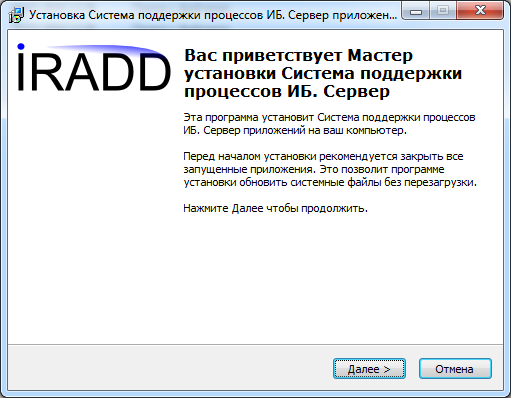 Установка Система поддержки процессов ИБ. Сервер приложен...
iRADD
Вас приветствует Мастер
установки Система поддержки
процессов ИБ. Сервер
Эта программа установит Система поддержки процессов
ИБ. Сервер приложений на ваш компьютер.
Перед началом установки рекомендуется закрыть все
запущенные приложения. Это позволит программе
установки обновить системные файлы без перезагрузки.
Нажмите Далее чтобы продолжить.
Далее >
Отмена